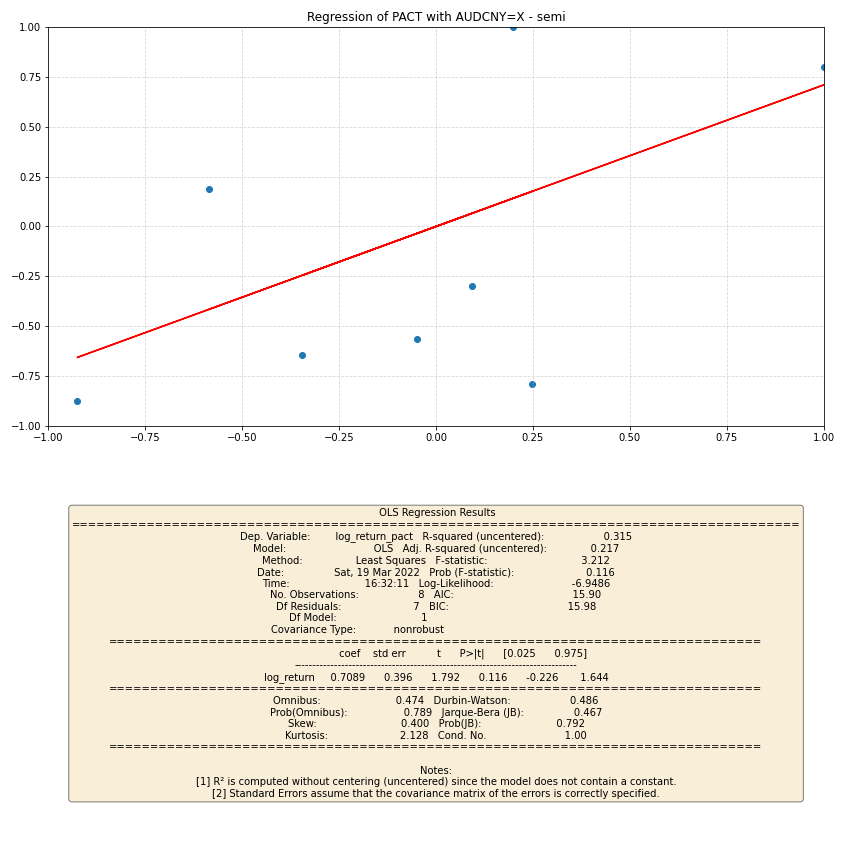 Regression of PACT with AUDCNY=X - semi
1.00
0.75
0.50
0.25
0.00
−0.25
−0.50
−0.75
−1.00
−1.00 −0.75 −0.50 −0.25 0.00 0.25 0.50 0.75 1.00
OLS Regression Results
==============================================================================
Dep. Variable: log_return_pact R-squared (uncentered): 0.315
Model: OLS Adj. R-squared (uncentered): 0.217
Method: Least Squares F-statistic: 3.212
Date: Sat, 19 Mar 2022 Prob (F-statistic): 0.116
Time: 16:32:11 Log-Likelihood: -6.9486
No. Observations: 8 AIC: 15.90
Df Residuals: 7 BIC: 15.98
Df Model: 1
Covariance Type: nonrobust
==============================================================================
coef std err t P>|t| [0.025 0.975]
------------------------------------------------------------------------------
log_return 0.7089 0.396 1.792 0.116 -0.226 1.644
==============================================================================
Omnibus: 0.474 Durbin-Watson: 0.486
Prob(Omnibus): 0.789 Jarque-Bera (JB): 0.467
Skew: 0.400 Prob(JB): 0.792
Kurtosis: 2.128 Cond. No. 1.00
==============================================================================
Notes:
[1] R² is computed without centering (uncentered) since the model does not contain a constant.
[2] Standard Errors assume that the covariance matrix of the errors is correctly specified.